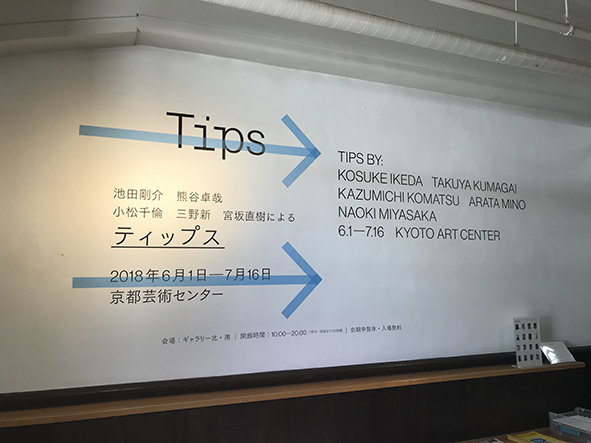 Tips
池田剛介　熊谷卓哉
小松千倫　三野新　宮坂直樹による
ティップス
2018年6月1日—7月16日
京都芸術センター
TIPS BY:
KOSUKE IKEDA　TAKUYA KUMAGAI
KAZUMICHI KOMATSU　ARATA MINO
NAOKI MIYASAKA
6.1—7.16　KYOTO ART CENTER
会場：ギャラリー北・南｜開館時間：10:00—20:00｜会期中無休・入場無料